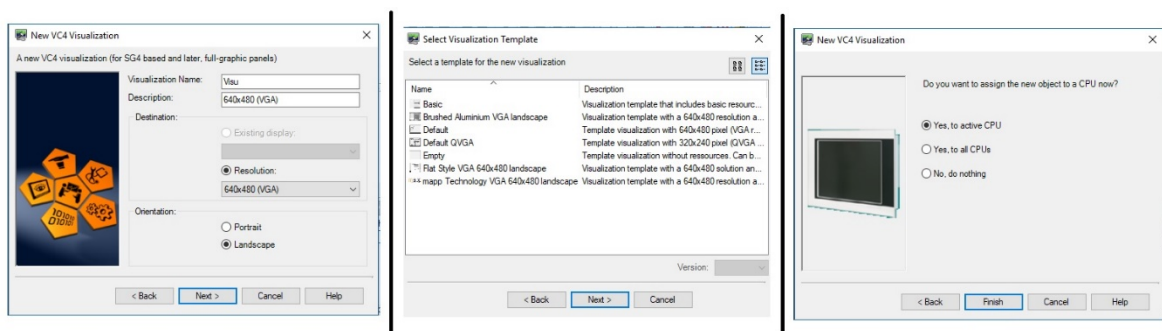 New VC4 Visualization
A new VC4 visualization (for SG4 based and later, full-graphic panels)
Visualization Name: Visu
Description: 640x480 (VGA)
Destination:
Existing display:
Resolution:
640x480 (VGA)
Orientation:
Portrait
Landscape
< Back Next > Cancel Help
Select Visualization Template
Select a template for the new visualization
Name Description
Basic Visualization template that includes basic resourc...
Brushed Aluminium VGA landscape Visualization template with a 640x480 resolution a...
Default Template visualization with 640x480 pixel (VGA r...
Default QVGA Template visualization with 320x240 pixel (QVGA ...
Empty Template visualization without ressources. Can b...
Flat Style VGA 640x480 landscape Visualization template with a 640x480 solution an...
mapp Technology VGA 640x480 landscape Visualization template with a 640x480 resolution a...
Version:
< Back Next > Cancel
New VC4 Visualization
Do you want to assign the new object to a CPU now?
Yes, to active CPU
Yes, to all CPUs
No, do nothing
< Back Finish Cancel Help